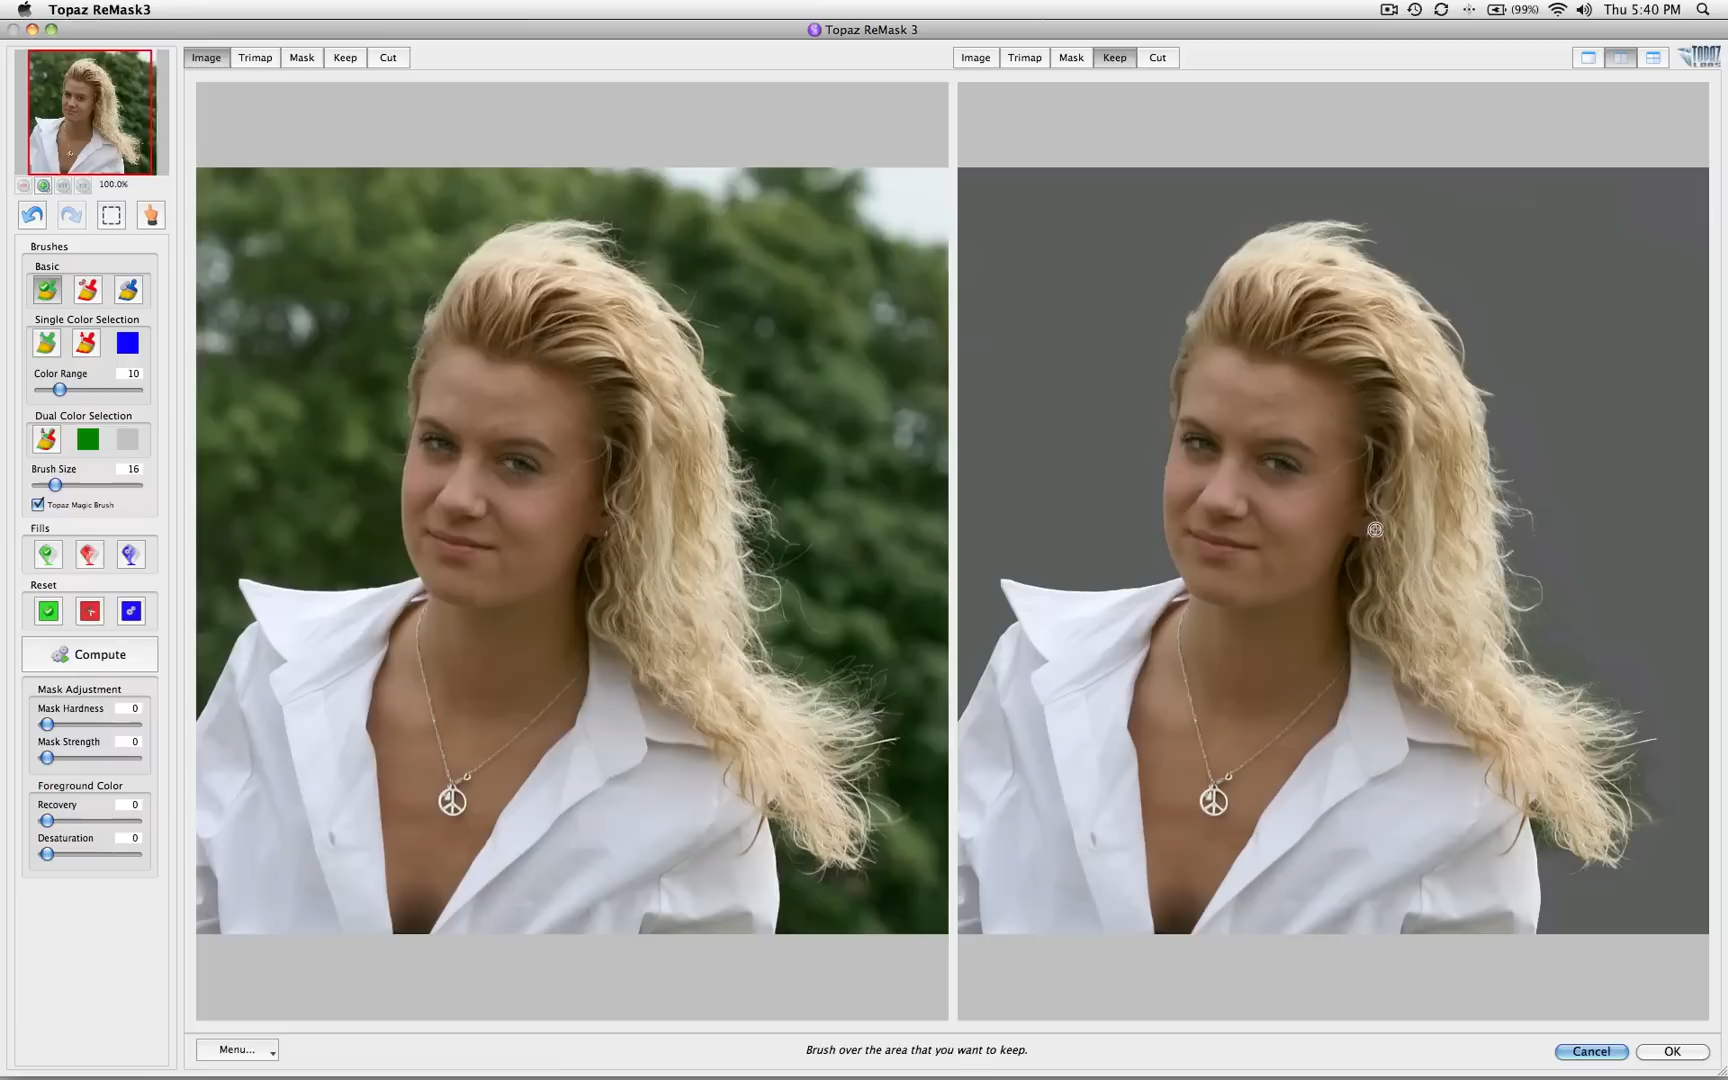 Topaz ReMask3
(99%)
Thu 5:40 PM
Topaz ReMask 3
Image
Trimap
Mask
Keep
Cut
Image
Trimap
Mask
Keep
Cut
TOPAZ
LABS
100.0%
Brushes
Basic
Single Color Selection
Color Range 10
Dual Color Selection
Brush Size 16
Topaz Magic Brush
Fills
Reset
Compute
Mask Adjustment
Mask Hardness 0
Mask Strength 0
Foreground Color
Recovery 0
Desaturation 0
Menu...
Brush over the area that you want to keep.
Cancel
OK